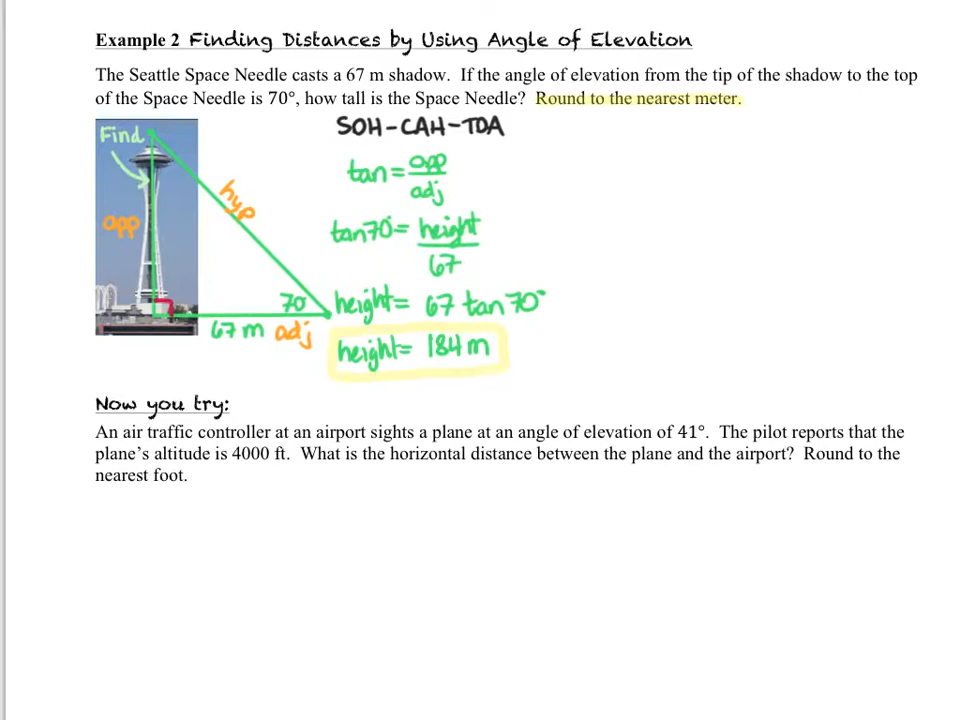 Example 2 Finding Distances by Using Angle of Elevation
The Seattle Space Needle casts a 67 m shadow. If the angle of elevation from the tip of the shadow to the top
of the Space Needle is 70°, how tall is the Space Needle? Round to the nearest meter.
Find
hyp
opp
70°
67 m adj
SOH-CAH-TOA
tan = opp
adj
tan70° = height
67
height = 67 tan 70°
height = 184 m
Now you try:
An air traffic controller at an airport sights a plane at an angle of elevation of 41°. The pilot reports that the
plane's altitude is 4000 ft. What is the horizontal distance between the plane and the airport? Round to the
nearest foot.